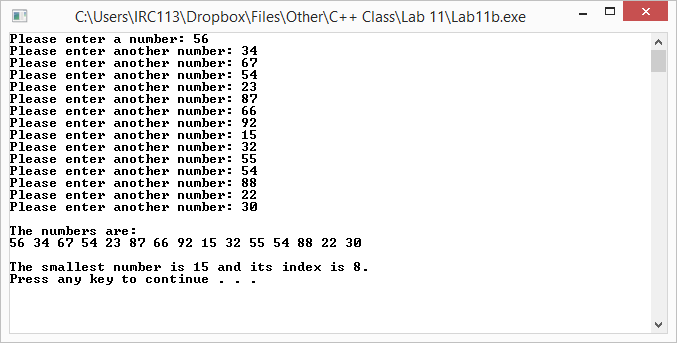 C:\Users\IRC113\Dropbox\Files\Other\C++ Class\Lab 11\Lab11b.exe
Please enter a number: 56
Please enter another number: 34
Please enter another number: 67
Please enter another number: 54
Please enter another number: 23
Please enter another number: 87
Please enter another number: 66
Please enter another number: 92
Please enter another number: 15
Please enter another number: 32
Please enter another number: 55
Please enter another number: 54
Please enter another number: 88
Please enter another number: 22
Please enter another number: 30
The numbers are:
56 34 67 54 23 87 66 92 15 32 55 54 88 22 30
The smallest number is 15 and its index is 8.
Press any key to continue . . .